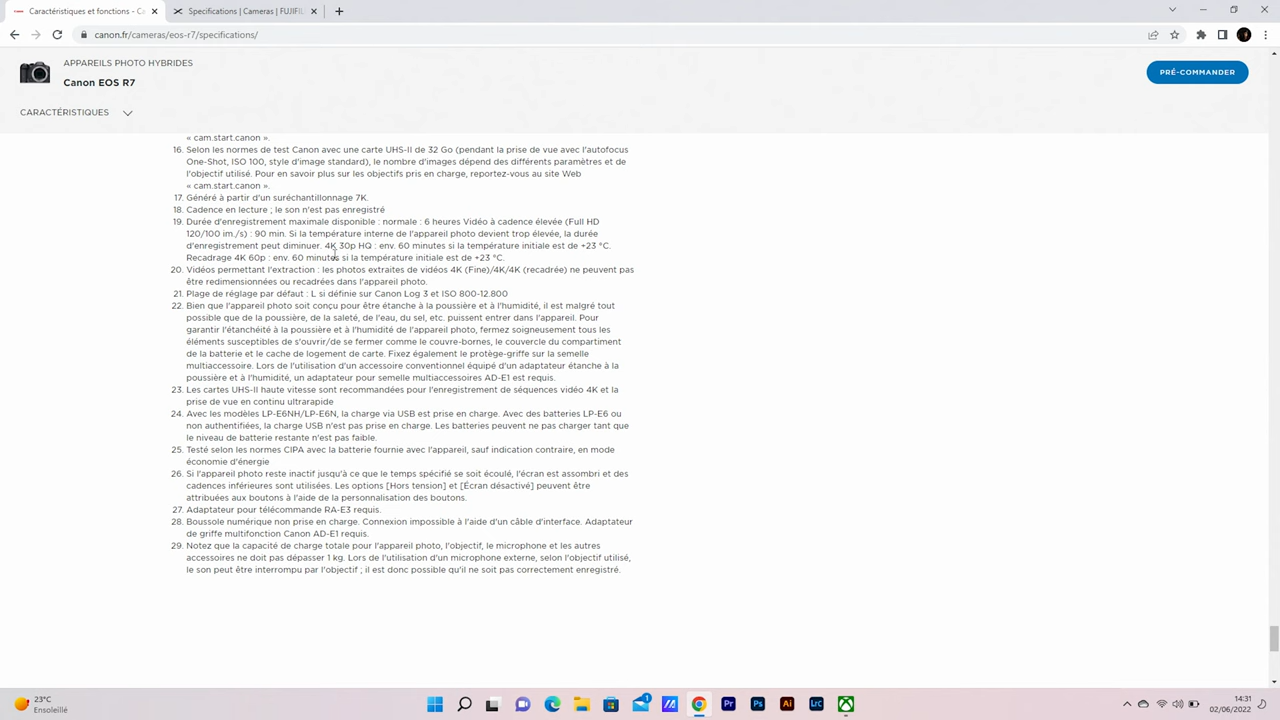 Caractéristiques et fonctions - Ca
Specifications | Cameras | FUJIFIL
canon.fr/cameras/eos-r7/specifications/
APPAREILS PHOTO HYBRIDES
Canon EOS R7
PRÉ-COMMANDER
CARACTÉRISTIQUES
« cam.start.canon ».
16. Selon les normes de test Canon avec une carte UHS-II de 32 Go (pendant la prise de vue avec l'autofocus
One-Shot, ISO 100, style d'image standard), le nombre d'images dépend des différents paramètres et de
l'objectif utilisé. Pour en savoir plus sur les objectifs pris en charge, reportez-vous au site Web
« cam.start.canon ».
17. Généré à partir d'un suréchantillonnage 7K.
18. Cadence en lecture ; le son n'est pas enregistré
19. Durée d'enregistrement maximale disponible : normale : 6 heures Vidéo à cadence élevée (Full HD
120/100 im./s) : 90 min. Si la température interne de l'appareil photo devient trop élevée, la durée
d'enregistrement peut diminuer. 4K 30p HQ : env. 60 minutes si la température initiale est de +23 °C.
Recadrage 4K 60p : env. 60 minutes si la température initiale est de +23 °C.
20. Vidéos permettant l'extraction : les photos extraites de vidéos 4K (Fine)/4K/4K (recadrée) ne peuvent pas
être redimensionnées ou recadrées dans l'appareil photo.
21. Plage de réglage par défaut : L si définie sur Canon Log 3 et ISO 800-12.800
22. Bien que l'appareil photo soit conçu pour être étanche à la poussière et à l'humidité, il est malgré tout
possible que de la poussière, de la saleté, de l'eau, du sel, etc. puissent entrer dans l'appareil. Pour
garantir l'étanchéité à la poussière et à l'humidité de l'appareil photo, fermez soigneusement tous les
éléments susceptibles de s'ouvrir/de se fermer comme le couvre-bornes, le couvercle du compartiment
de la batterie et le cache de logement de carte. Fixez également le protège-griffe sur la semelle
multiaccessoire. Lors de l'utilisation d'un accessoire conventionnel équipé d'un adaptateur étanche à la
poussière et à l'humidité, un adaptateur pour semelle multiaccessoires AD-E1 est requis.
23. Les cartes UHS-II haute vitesse sont recommandées pour l'enregistrement de séquences vidéo 4K et la
prise de vue en continu ultrarapide
24. Avec les modèles LP-E6NH/LP-E6N, la charge via USB est prise en charge. Avec des batteries LP-E6 ou
non authentifiées, la charge USB n'est pas prise en charge. Les batteries peuvent ne pas charger tant que
le niveau de batterie restante n'est pas faible.
25. Testé selon les normes CIPA avec la batterie fournie avec l'appareil, sauf indication contraire, en mode
économie d'énergie
26. Si l'appareil photo reste inactif jusqu'à ce que le temps spécifié se soit écoulé, l'écran est assombri et des
cadences inférieures sont utilisées. Les options [Hors tension] et [Écran désactivé] peuvent être
attribuées aux boutons à l'aide de la personnalisation des boutons.
27. Adaptateur pour télécommande RA-E3 requis.
28. Boussole numérique non prise en charge. Connexion impossible à l'aide d'un câble d'interface. Adaptateur
de griffe multifonction Canon AD-E1 requis.
29. Notez que la capacité de charge totale pour l'appareil photo, l'objectif, le microphone et les autres
accessoires ne doit pas dépasser 1 kg. Lors de l'utilisation d'un microphone externe, selon l'objectif utilisé,
le son peut être interrompu par l'objectif ; il est donc possible qu'il ne soit pas correctement enregistré.
23°C
Ensoleillé
1
Pr
Ps
Ai
Lrc
14:31
02/06/2022